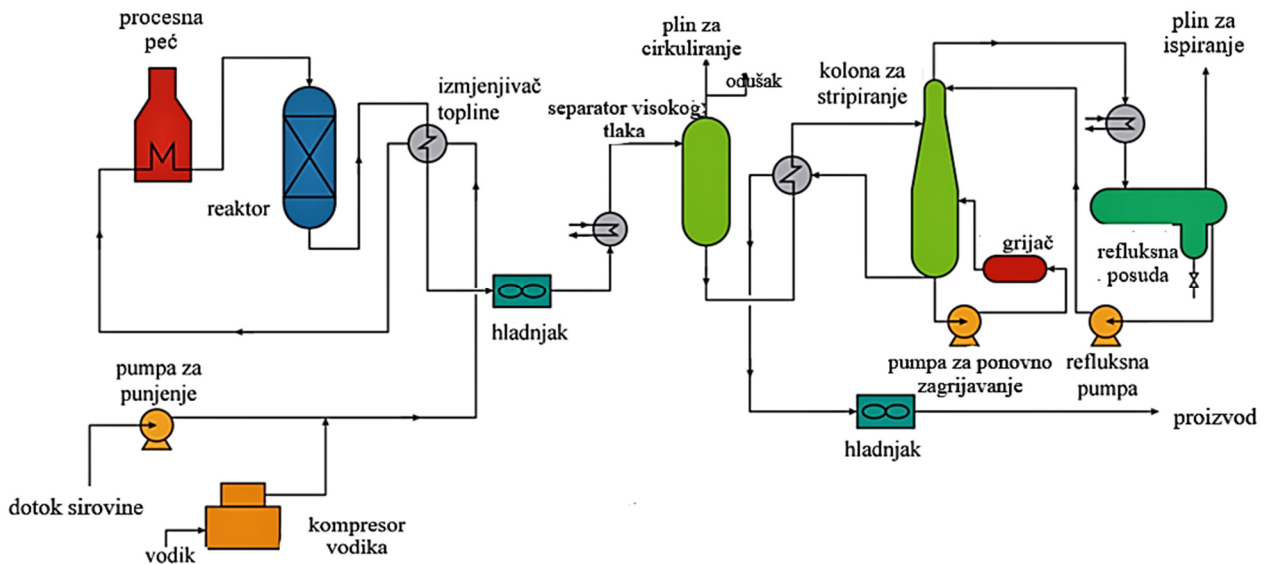 procesna
peć
plin za
cirkuliranje
plin za
ispiranje
odušak
kolona za
stripiranje
izmjenjivač
topline
separator visokog
tlaka
reaktor
grijač
refluksna
posuda
hladnjak
pumpa za
punjenje
pumpa za ponovno
zagrijavanje
refluksna
pumpa
proizvod
hladnjak
dotok sirovine
kompresor
vodika
vodik